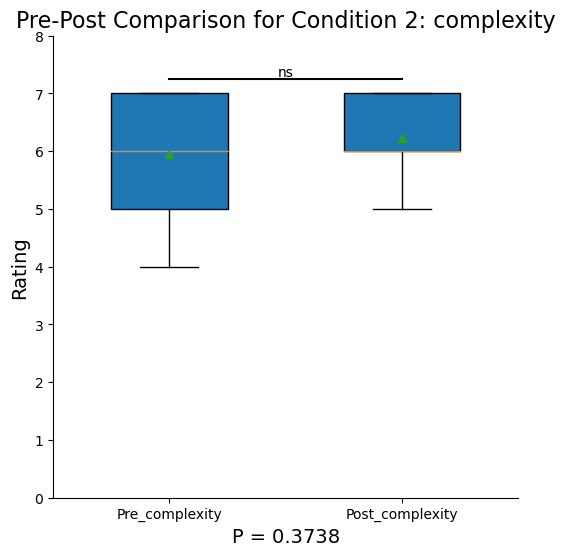 Pre-Post Comparison for Condition 2: complexity
8
ns
7
6
5
4
3
2
1
0
Rating
Pre_complexity
Post_complexity
P = 0.3738